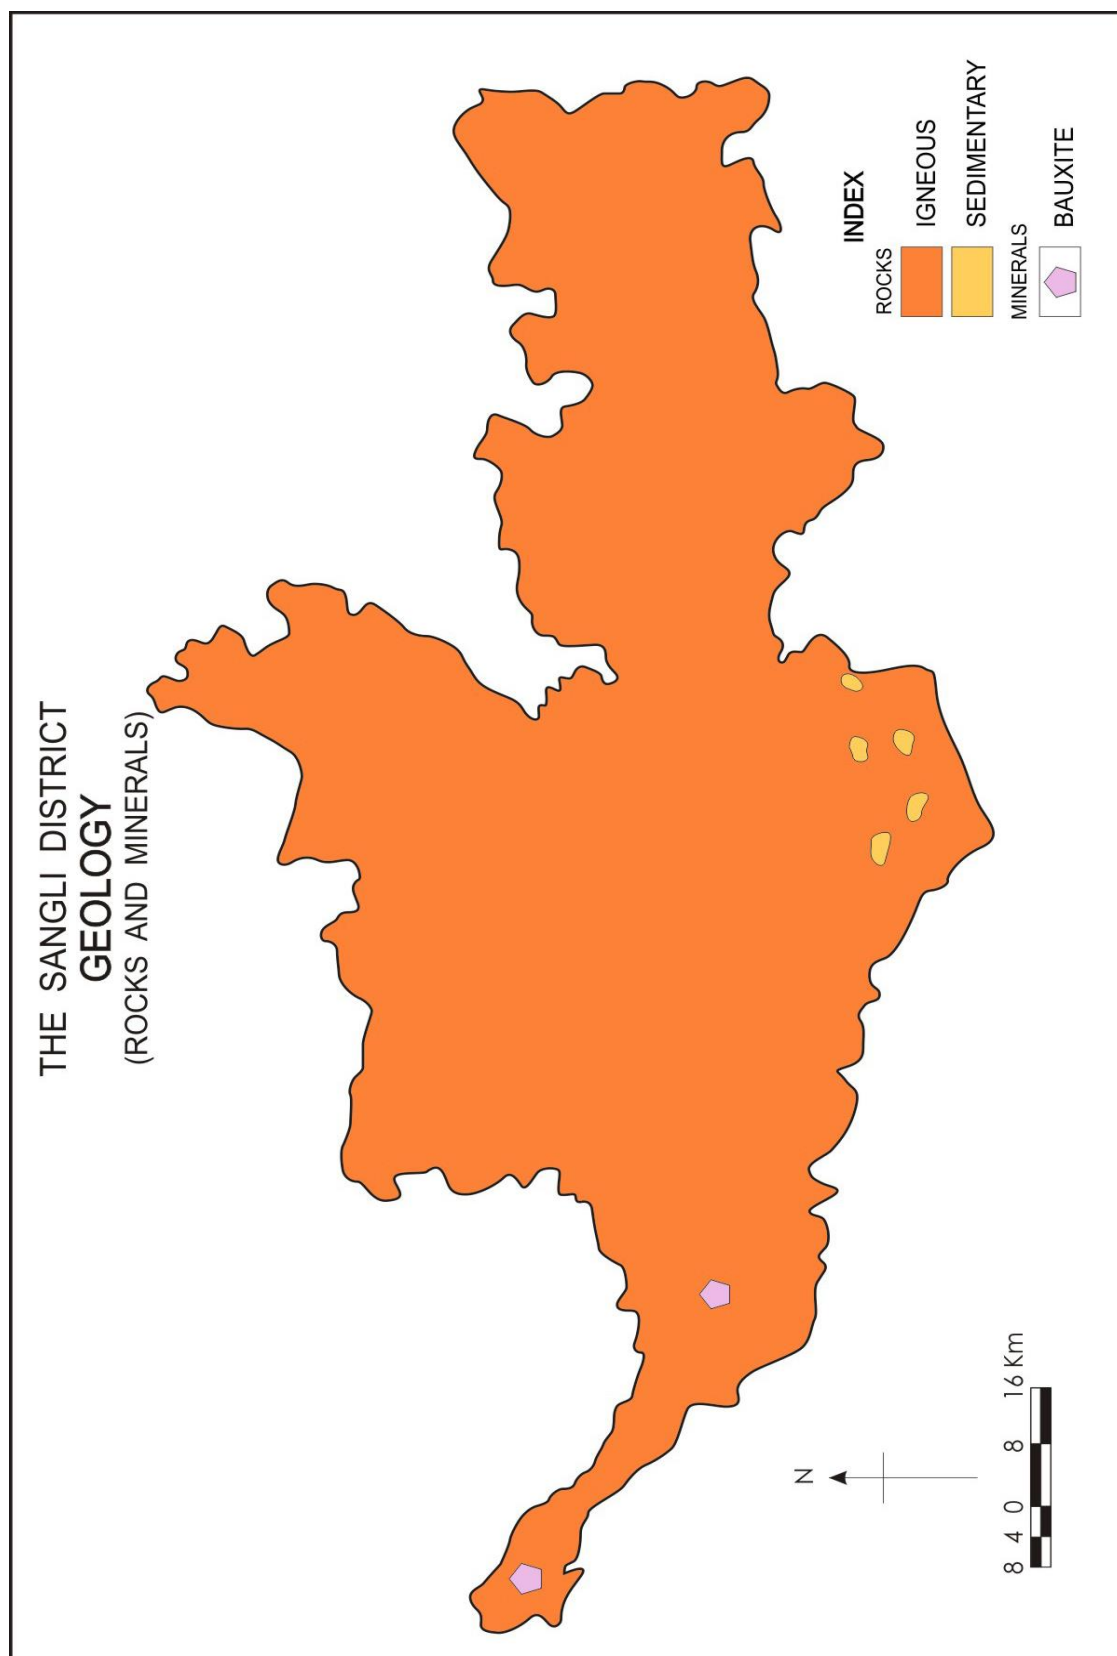 THE SANGLI DISTRICT
GEOLOGY
(ROCKS AND MINERALS)
INDEX
ROCKS
IGNEOUS
SEDIMENTARY
MINERALS
BAUXITE
N
8 4 0 8 16 Km